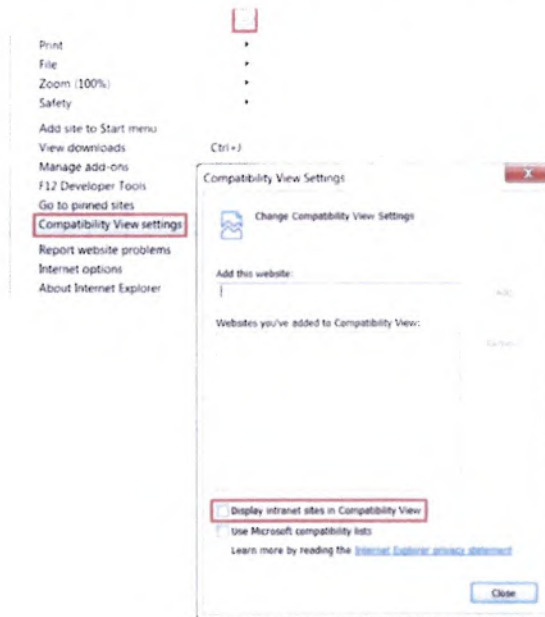 Print
File
Zoom (100%)
Safety
Add site to Start menu
View downloads Ctrl+J
Manage add-ons
F12 Developer Tools
Go to pinned sites
Compatibility View settings
Report website problems
Internet options
About Internet Explorer
Compatibility View Settings
X
Change Compatibility View Settings
Add this website:
Add
Websites you've added to Compatibility View:
Display intranet sites in Compatibility View
Use Microsoft compatibility lists
Learn more by reading the Internet Explorer privacy statement
Close